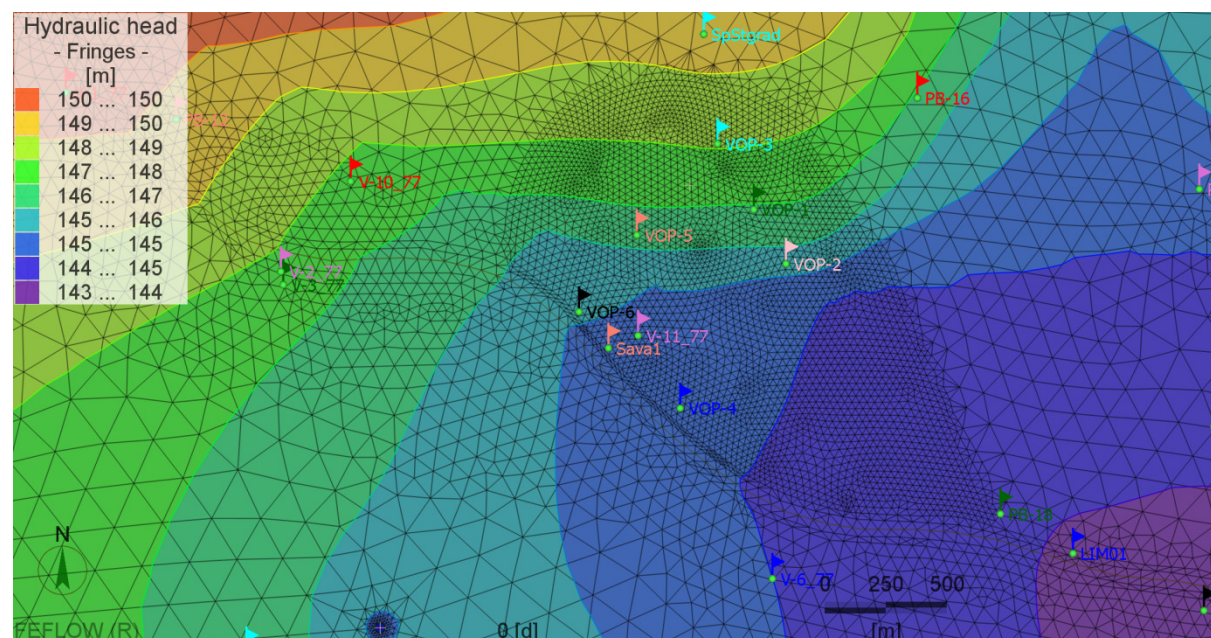 Hydraulic head
- Fringes -
[m]
150 ... 150
149 ... 150
148 ... 149
147 ... 148
146 ... 147
145 ... 146
145 ... 145
144 ... 145
143 ... 144
SpStgrad
PB-16
VOP-3
V-10_77
VOP-1
VOP-5
VOP-2
V-2_77
V-3_77
VOP-6
V-11_77
Sava1
VOP-4
PB-18
LIM01
V-6_77
N
0 250 500
FEFLOW (R)
0 [d]
[m]